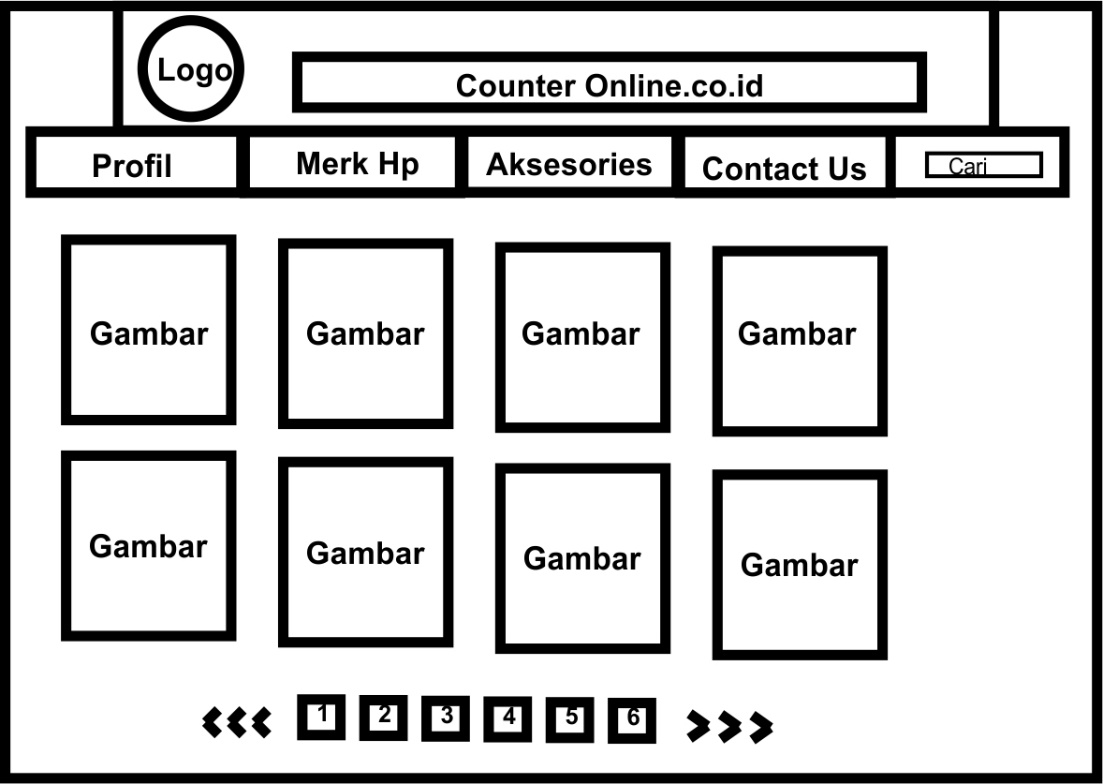 Logo
Counter Online.co.id
Profil
Merk Hp
Aksesories
Contact Us
Cari
Gambar
Gambar
Gambar
Gambar
Gambar
Gambar
Gambar
Gambar
<<< 1 2 3 4 5 6 >>>